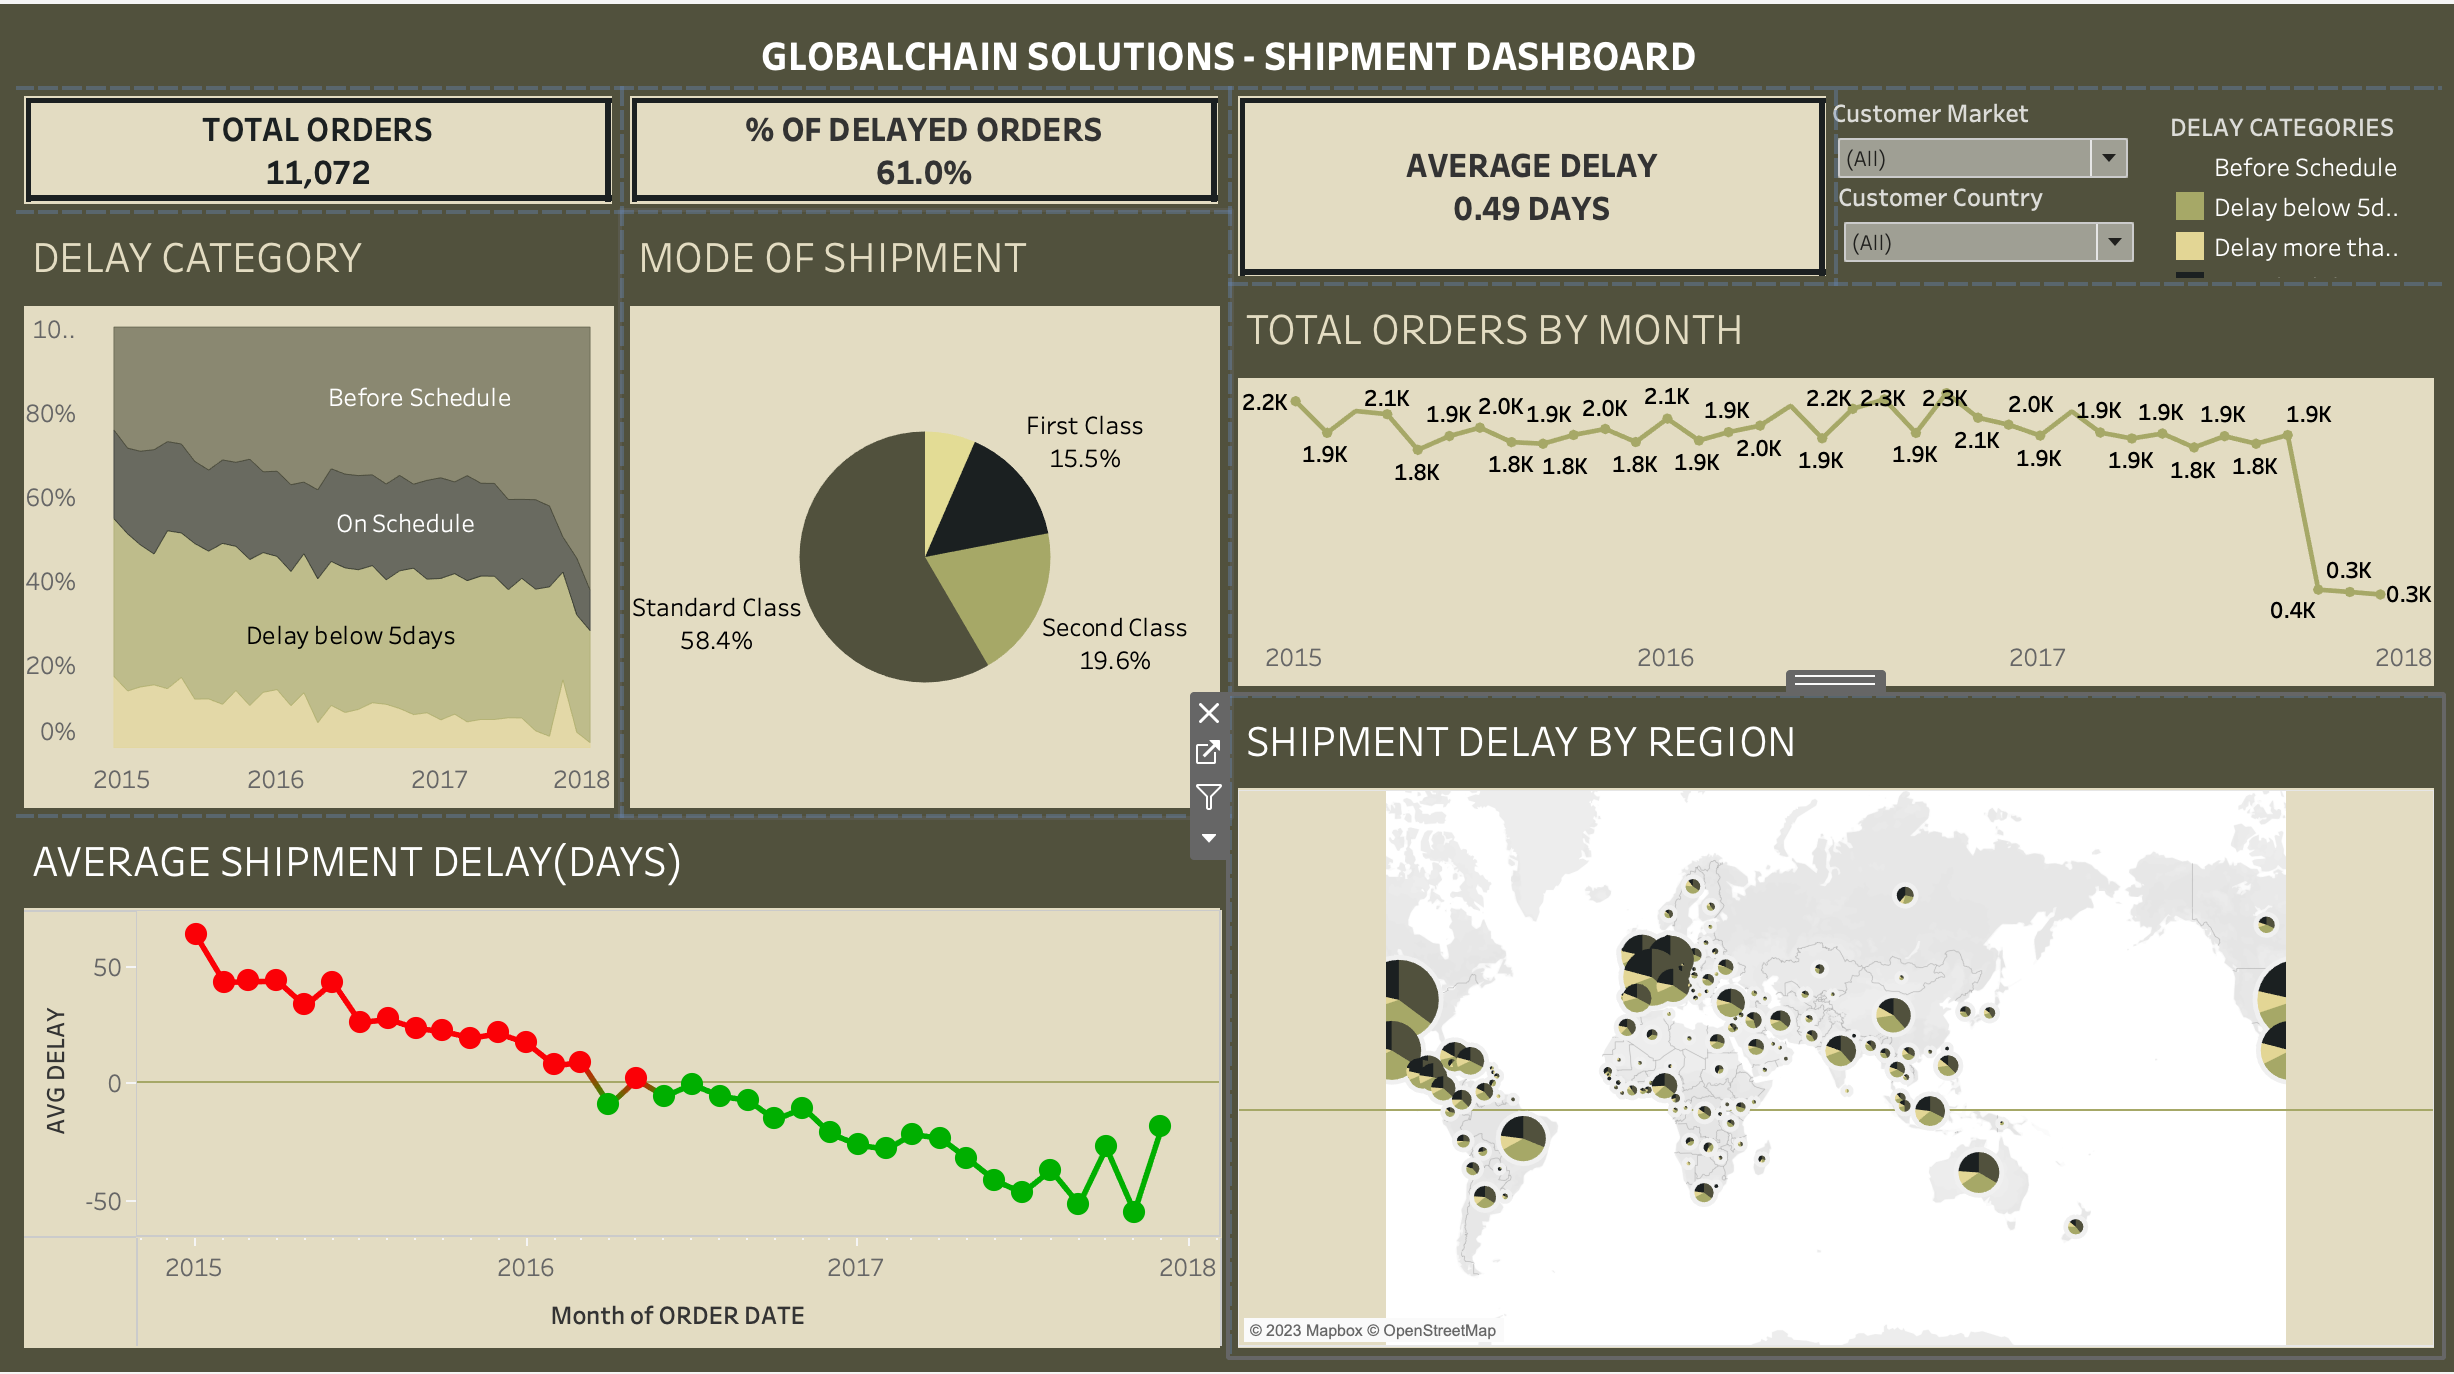 GLOBALCHAIN SOLUTIONS - SHIPMENT DASHBOARD
TOTAL ORDERS
11,072
% OF DELAYED ORDERS
61.0%
AVERAGE DELAY
0.49 DAYS
Customer Market
(All)
Customer Country
(All)
DELAY CATEGORIES
Before Schedule
Delay below 5d..
Delay more tha..
DELAY CATEGORY
10..
80%
60%
40%
20%
0%
Before Schedule
On Schedule
Delay below 5days
2015 2016 2017 2018
MODE OF SHIPMENT
First Class
15.5%
Standard Class
58.4%
Second Class
19.6%
TOTAL ORDERS BY MONTH
2.2K 2.1K 1.9K 2.0K 1.9K 2.0K 2.1K 1.9K 2.2K 2.3K 2.3K 2.0K 1.9K 1.9K 1.9K 1.9K
1.9K 1.8K 1.8K 1.8K 1.8K 1.9K 2.0K 1.9K 1.9K 2.1K 1.9K 1.9K 1.8K 1.8K
0.3K
0.4K 0.3K
2015 2016 2017 2018
AVERAGE SHIPMENT DELAY(DAYS)
AVG DELAY
50
0
-50
2015 2016 2017 2018
Month of ORDER DATE
SHIPMENT DELAY BY REGION
© 2023 Mapbox © OpenStreetMap